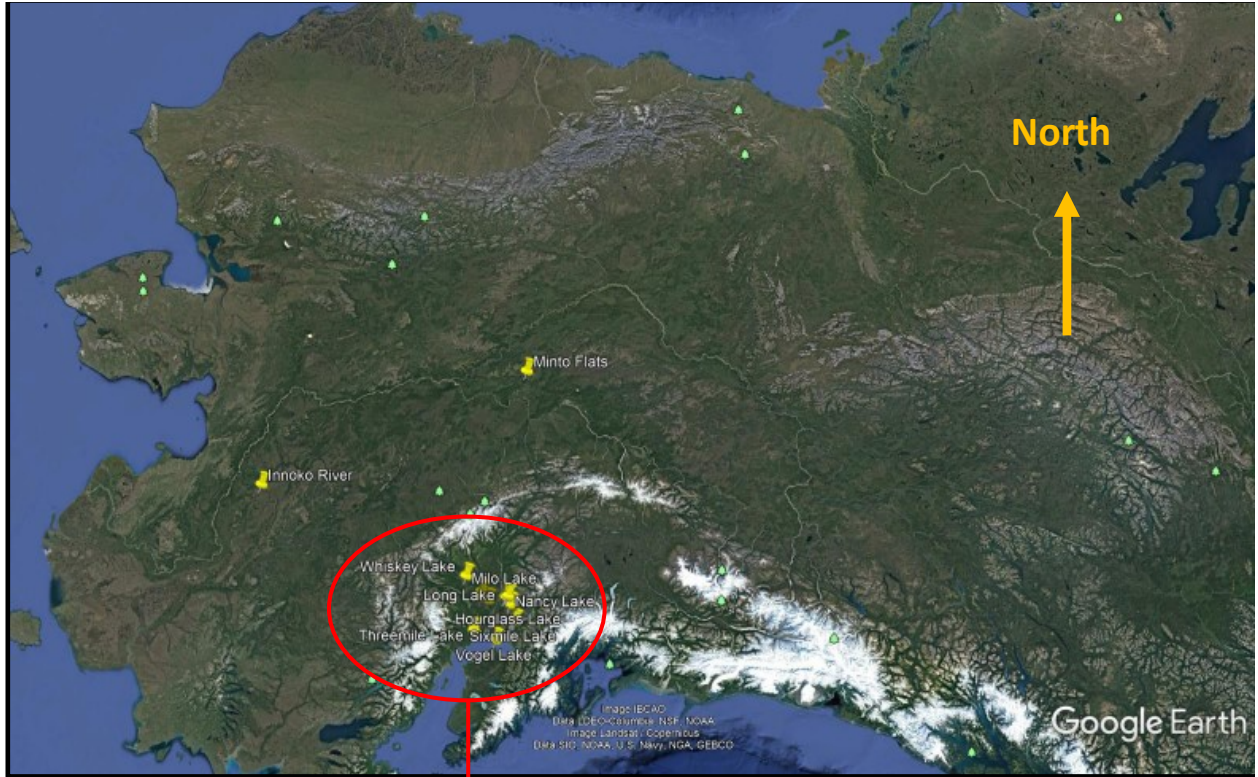 North
Minto Flats
Innoko River
Whiskey Lake
Milo Lake
Long Lake
Nancy Lake
Hourglass Lake
Threemile Lake
Sixmile Lake
Vogel Lake
Image IBCAO
Data LDEO-Columbia, NSF, NOAA
Image Landsat / Copernicus
Data SIO, NOAA, U.S. Navy, NGA, GEBCO
Google Earth